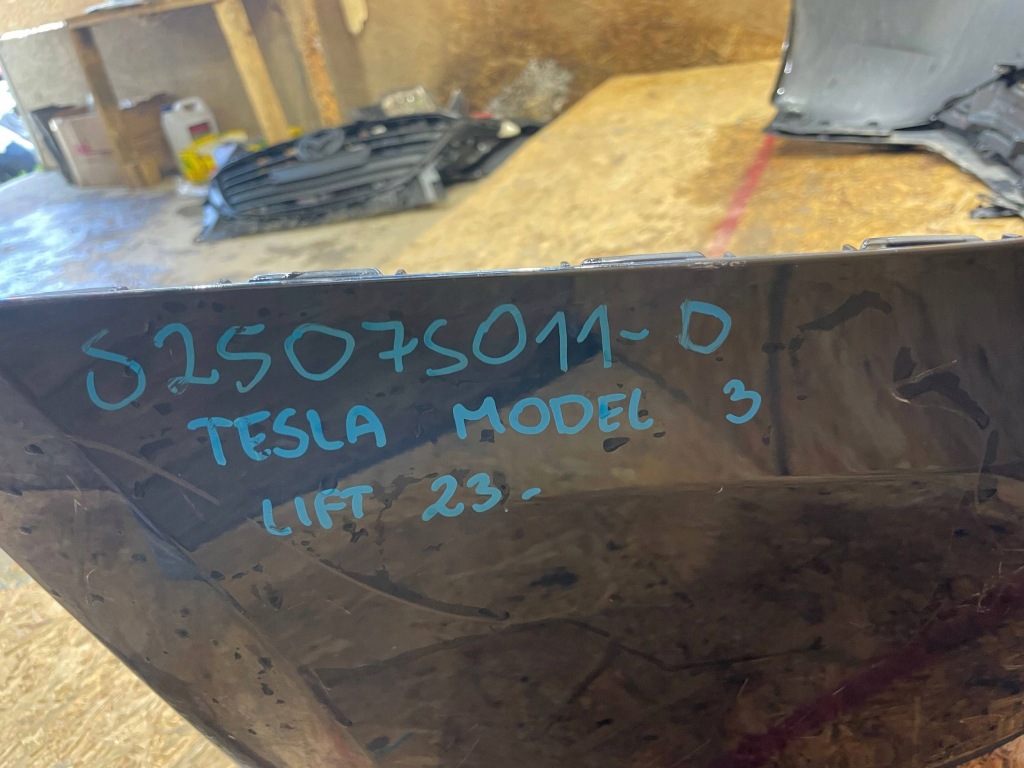 S25075011-D
TESLA MODEL 3
LIFT 23-